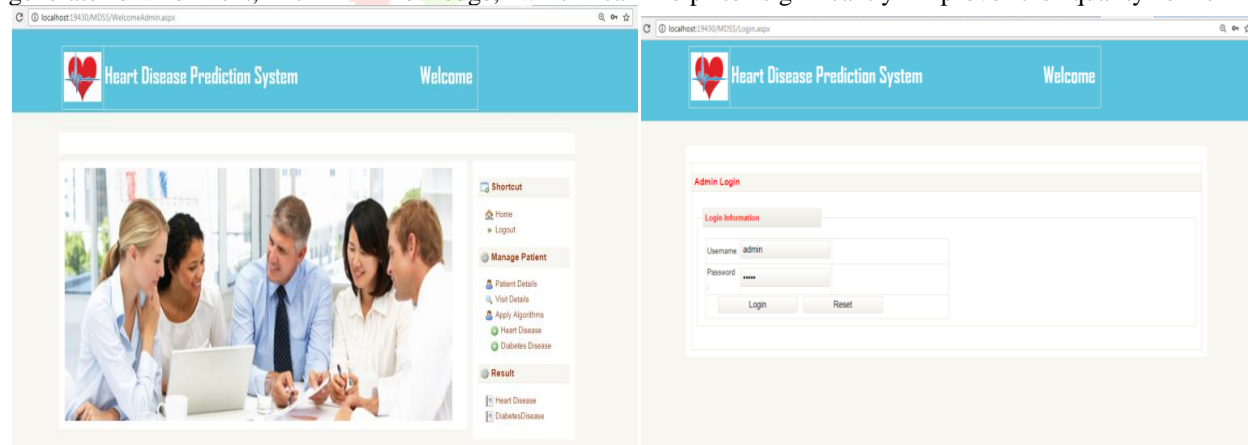 localhost:19430/MDSS/WelcomeAdmin.aspx
Heart Disease Prediction System Welcome
Shortcut
Home
Logout
Manage Patient
Patient Details
Visit Details
Apply Algorithms
Heart Disease
Diabetes Disease
Result
Heart Disease
DiabetesDisease
localhost:19430/MDSS/Login.aspx
Heart Disease Prediction System Welcome
Admin Login
Login Information
Username: admin
Password
: •••••
Login Reset